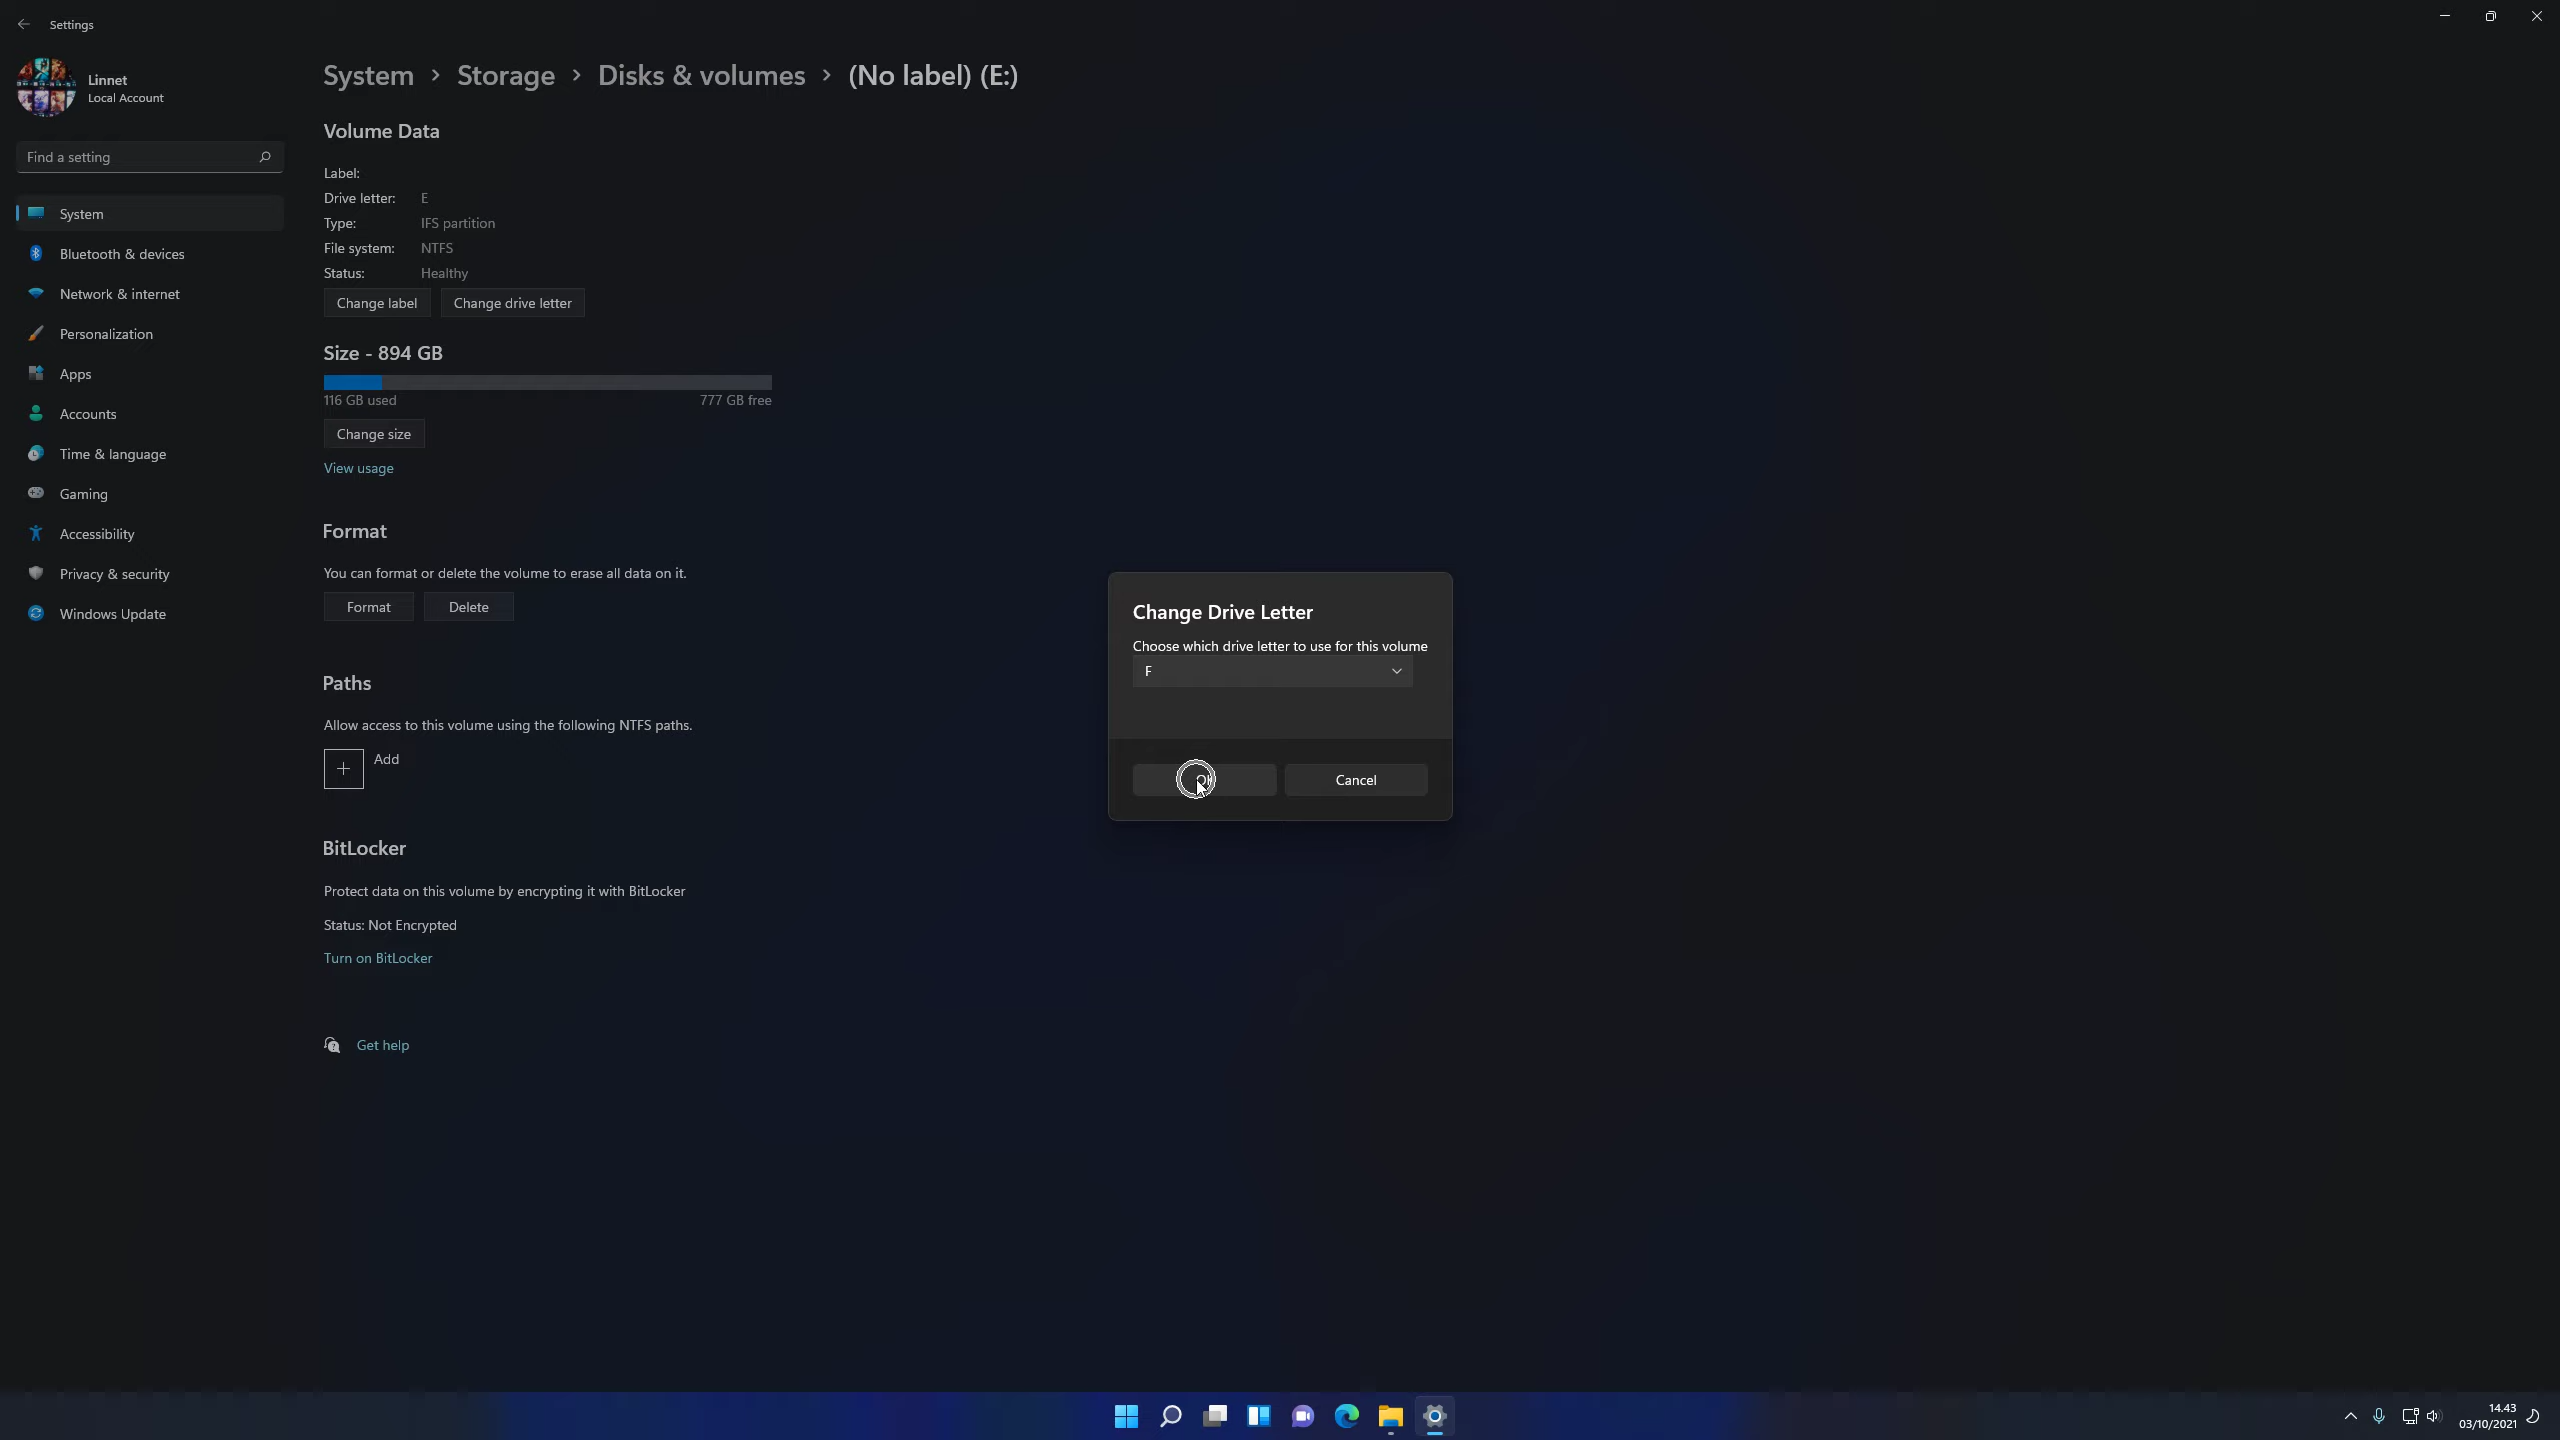 Settings
Linnet
Local Account
Find a setting
System
Bluetooth & devices
Network & internet
Personalization
Apps
Accounts
Time & language
Gaming
Accessibility
Privacy & security
Windows Update
System > Storage > Disks & volumes > (No label) (E:)
Volume Data
Label:
Drive letter: E
Type: IFS partition
File system: NTFS
Status: Healthy
Change label Change drive letter
Size - 894 GB
116 GB used 777 GB free
Change size
View usage
Format
You can format or delete the volume to erase all data on it.
Format Delete
Paths
Allow access to this volume using the following NTFS paths.
Add
BitLocker
Protect data on this volume by encrypting it with BitLocker
Status: Not Encrypted
Turn on BitLocker
Get help
Change Drive Letter
Choose which drive letter to use for this volume
F
OK Cancel
14.43
03/10/2021